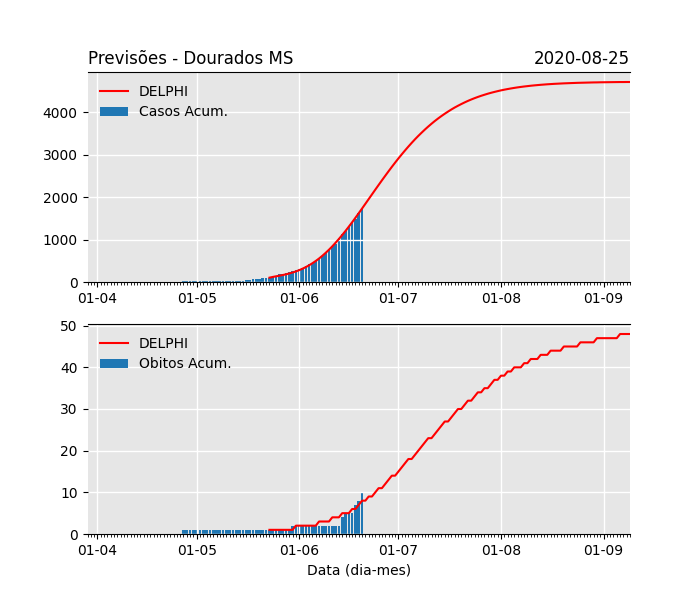 Previsões - Dourados MS 2020-08-25
DELPHI
Casos Acum.
4000
3000
2000
1000
0
01-04 01-05 01-06 01-07 01-08 01-09
DELPHI
Obitos Acum.
50
40
30
20
10
0
01-04 01-05 01-06 01-07 01-08 01-09
Data (dia-mes)